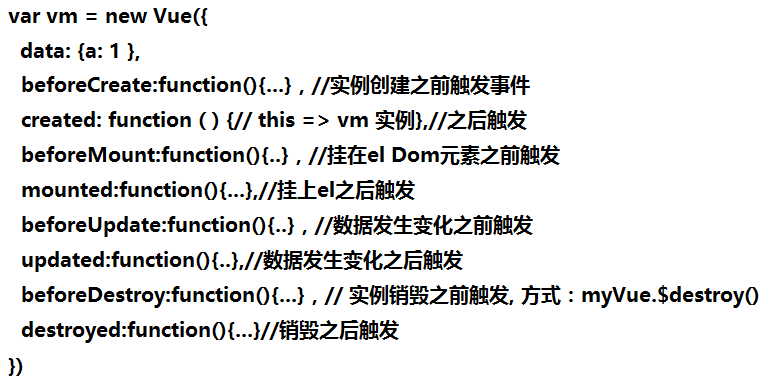 var vm = new Vue({
data: {a: 1 },
beforeCreate:function(){...} , //实例创建之前触发事件
created: function ( ) {// this => vm 实例},//之后触发
beforeMount:function(){..} , //挂在el Dom元素之前触发
mounted:function(){...},//挂上el之后触发
beforeUpdate:function(){..} , //数据发生变化之前触发
updated:function(){..},//数据发生变化之后触发
beforeDestroy:function(){...} , // 实例销毁之前触发, 方式：myVue.$destroy()
destroyed:function(){...}//销毁之后触发
})